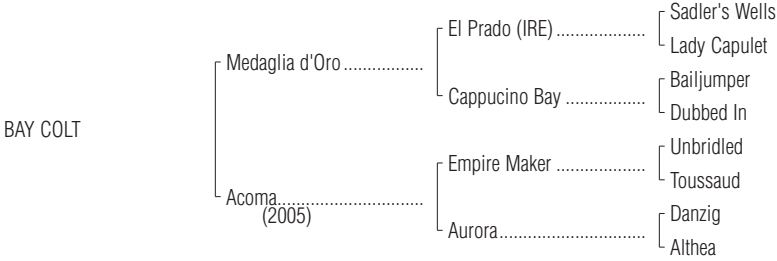 Sadler's Wells
El Prado (IRE) ....................
Lady Capulet
Medaglia d'Oro .................
Bailjumper
Cappucino Bay .................
Dubbed In
BAY COLT
Unbridled
Empire Maker ...................
Toussaud
Acoma...............................
(2005)
Danzig
Aurora...............................
Althea